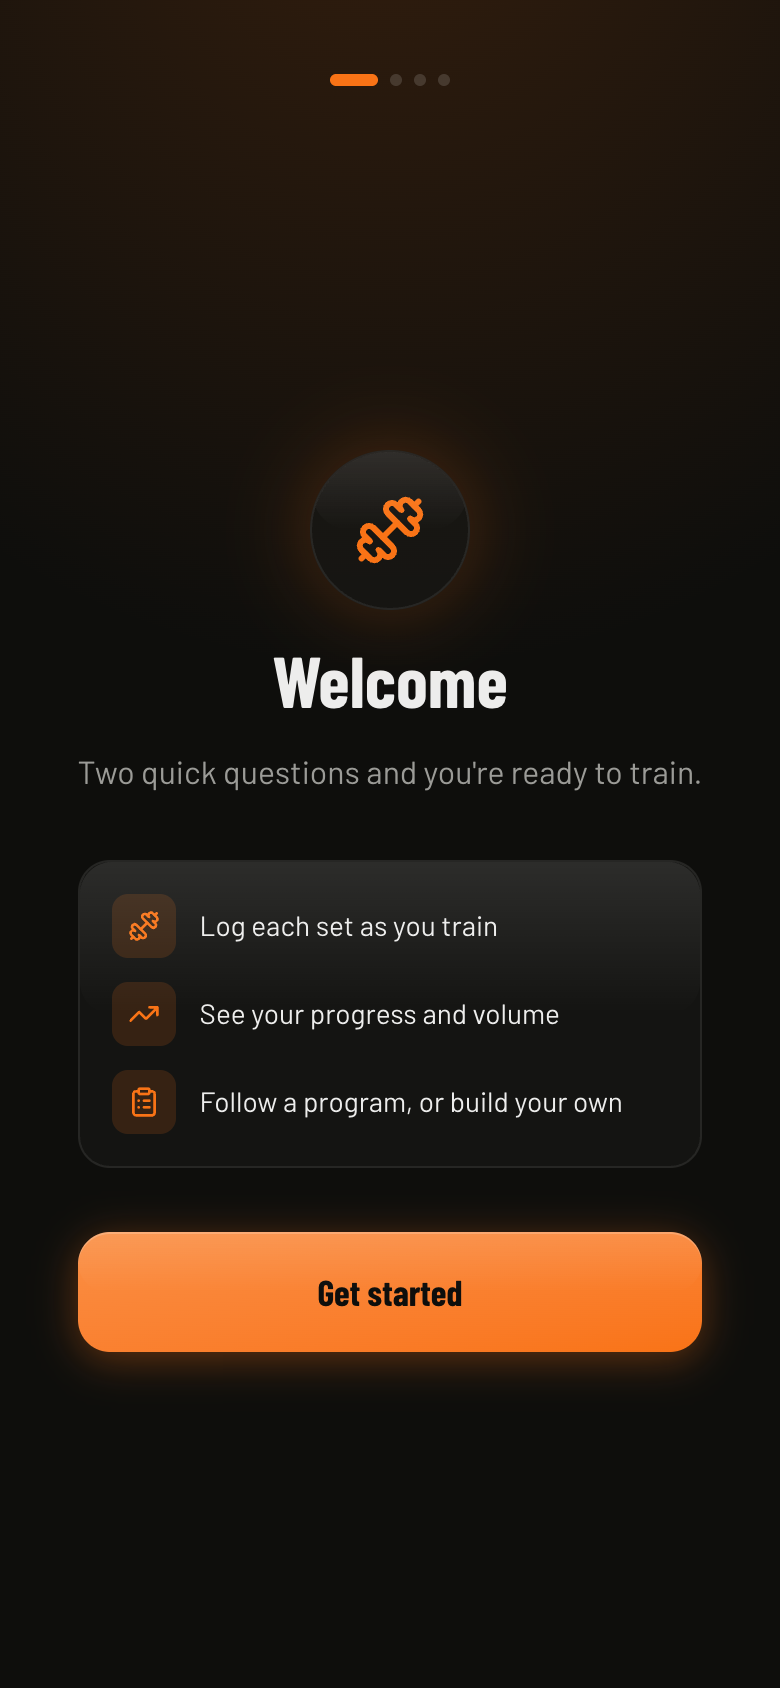 Welcome
Two quick questions and you're ready to train.
Log each set as you train
See your progress and volume
Follow a program, or build your own
Get started